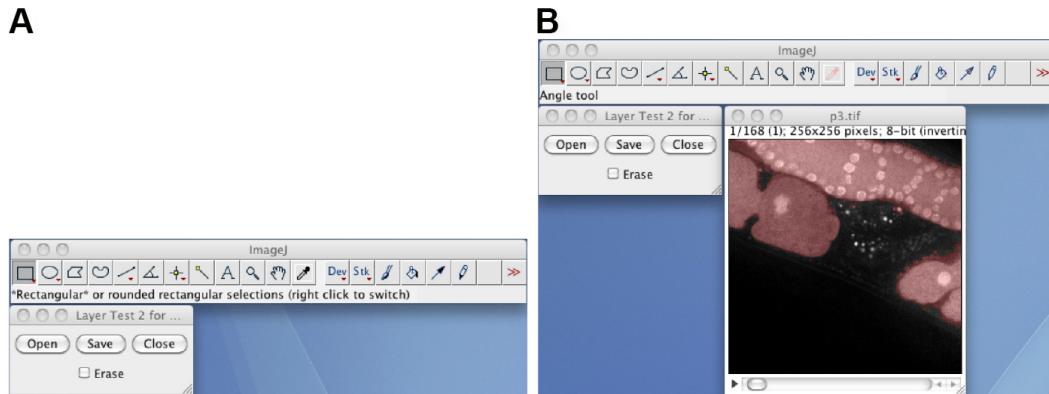 A
B
ImageJ
A
Dev Stk
*Rectangular* or rounded rectangular selections (right click to switch)
Layer Test 2 for ...
Open Save Close
Erase
ImageJ
A
Dev Stk
Angle tool
Layer Test 2 for ...
Open Save Close
Erase
p3.tif
1/168 (1); 256x256 pixels; 8-bit (invertin